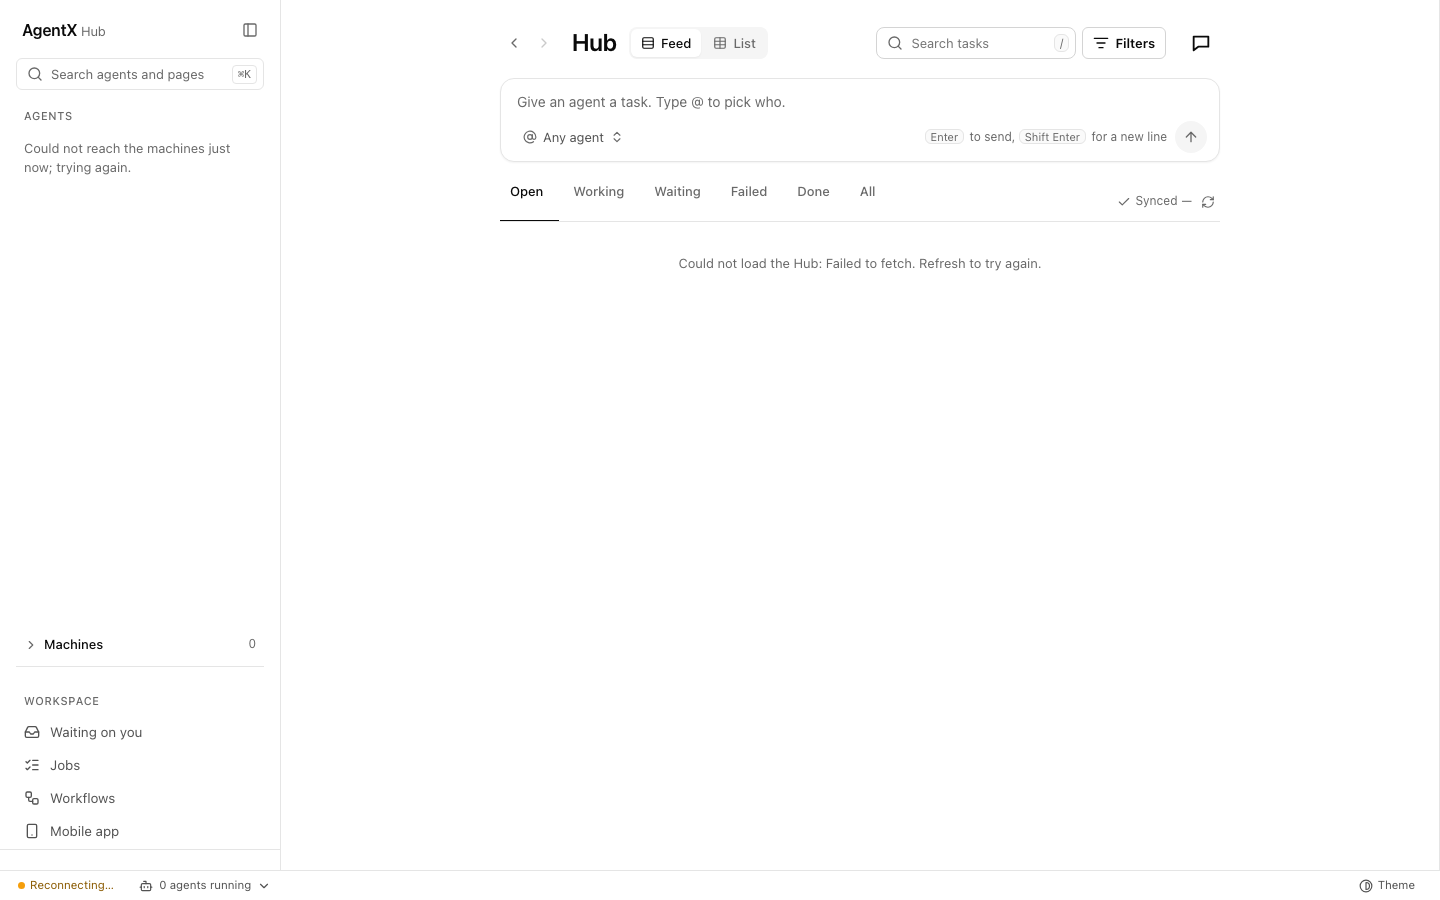 AgentX Hub
Search agents and pages ⌘K
AGENTS
Could not reach the machines just
now; trying again.
Machines 0
WORKSPACE
Waiting on you
Jobs
Workflows
Mobile app
Hub Feed List
Search tasks /
Filters
Give an agent a task. Type @ to pick who.
@ Any agent
Enter to send, Shift Enter for a new line
Open Working Waiting Failed Done All
Synced —
Could not load the Hub: Failed to fetch. Refresh to try again.
Reconnecting...
0 agents running
Theme